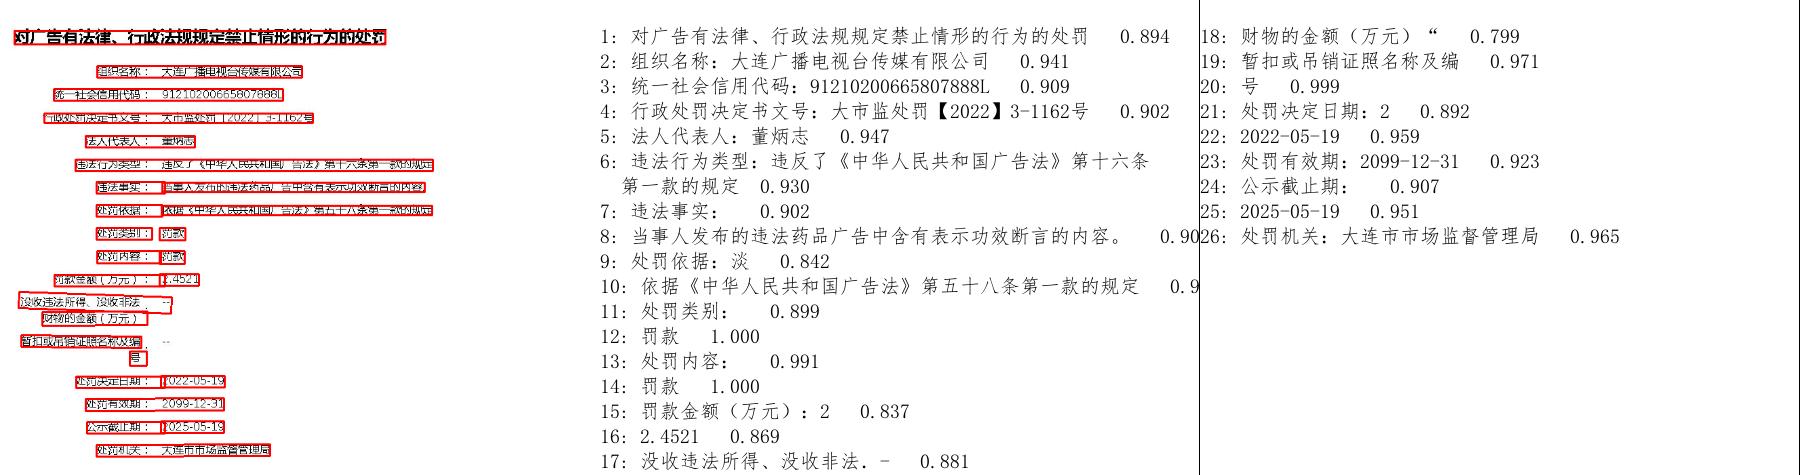 对广告有法律、行政法规规定禁止情形的行为的处罚
组织名称： 大连广播电视台传媒有限公司
统一社会信用代码： 91210200665807888L
行政处罚决定书文号： 大市监处罚【2022】3-1162号
法人代表人： 董炳志
违法行为类型： 违反了《中华人民共和国广告法》第十六条第一款的规定
违法事实： 当事人发布的违法药品广告中含有表示功效断言的内容。
处罚依据： 依据《中华人民共和国广告法》第五十八条第一款的规定
处罚类别： 罚款
处罚内容： 罚款
罚款金额（万元）： 2.4521
没收违法所得、没收非法 --
财物的金额（万元）
暂扣或吊销证照名称及编 --
号
处罚决定日期： 2022-05-19
处罚有效期： 2099-12-31
公示截止期： 2025-05-19
处罚机关： 大连市市场监督管理局
1: 对广告有法律、行政法规规定禁止情形的行为的处罚 0.894
2: 组织名称：大连广播电视台传媒有限公司 0.941
3: 统一社会信用代码：91210200665807888L 0.909
4: 行政处罚决定书文号：大市监处罚【2022】3-1162号 0.902
5: 法人代表人：董炳志 0.947
6: 违法行为类型：违反了《中华人民共和国广告法》第十六条
第一款的规定 0.930
7: 违法事实： 0.902
8: 当事人发布的违法药品广告中含有表示功效断言的内容。 0.90
9: 处罚依据：淡 0.842
10: 依据《中华人民共和国广告法》第五十八条第一款的规定 0.9
11: 处罚类别： 0.899
12: 罚款 1.000
13: 处罚内容： 0.991
14: 罚款 1.000
15: 罚款金额（万元）：2 0.837
16: 2.4521 0.869
17: 没收违法所得、没收非法．- 0.881
18: 财物的金额（万元）“ 0.799
19: 暂扣或吊销证照名称及编 0.971
20: 号 0.999
21: 处罚决定日期：2 0.892
22: 2022-05-19 0.959
23: 处罚有效期：2099-12-31 0.923
24: 公示截止期： 0.907
25: 2025-05-19 0.951
26: 处罚机关：大连市市场监督管理局 0.965